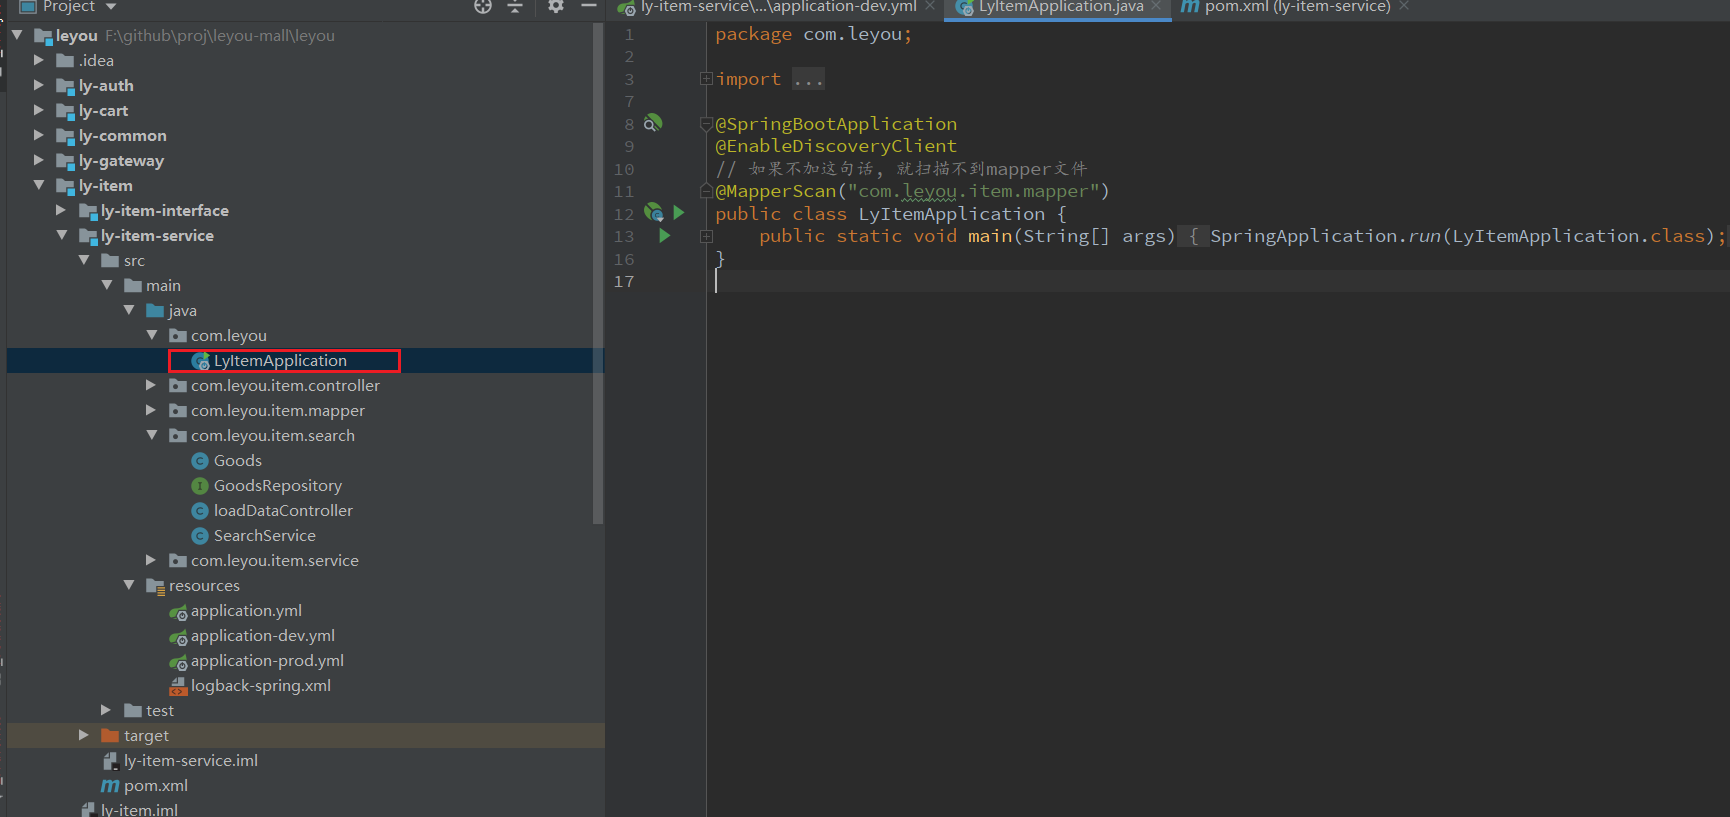 Project
leyou F:\github\proj\leyou-mall\leyou
.idea
ly-auth
ly-cart
ly-common
ly-gateway
ly-item
ly-item-interface
ly-item-service
src
main
java
com.leyou
LyItemApplication
com.leyou.item.controller
com.leyou.item.mapper
com.leyou.item.search
Goods
GoodsRepository
loadDataController
SearchService
com.leyou.item.service
resources
application.yml
application-dev.yml
application-prod.yml
logback-spring.xml
test
target
ly-item-service.iml
pom.xml
ly-item.iml
ly-item-service\...\application-dev.yml
LyItemApplication.java
pom.xml (ly-item-service)
1 package com.leyou;
2
3 import ...
7
8 @SpringBootApplication
9 @EnableDiscoveryClient
10 // 如果不加这句话, 就扫描不到mapper文件
11 @MapperScan("com.leyou.item.mapper")
12 public class LyItemApplication {
13 public static void main(String[] args) { SpringApplication.run(LyItemApplication.class);
16 }
17